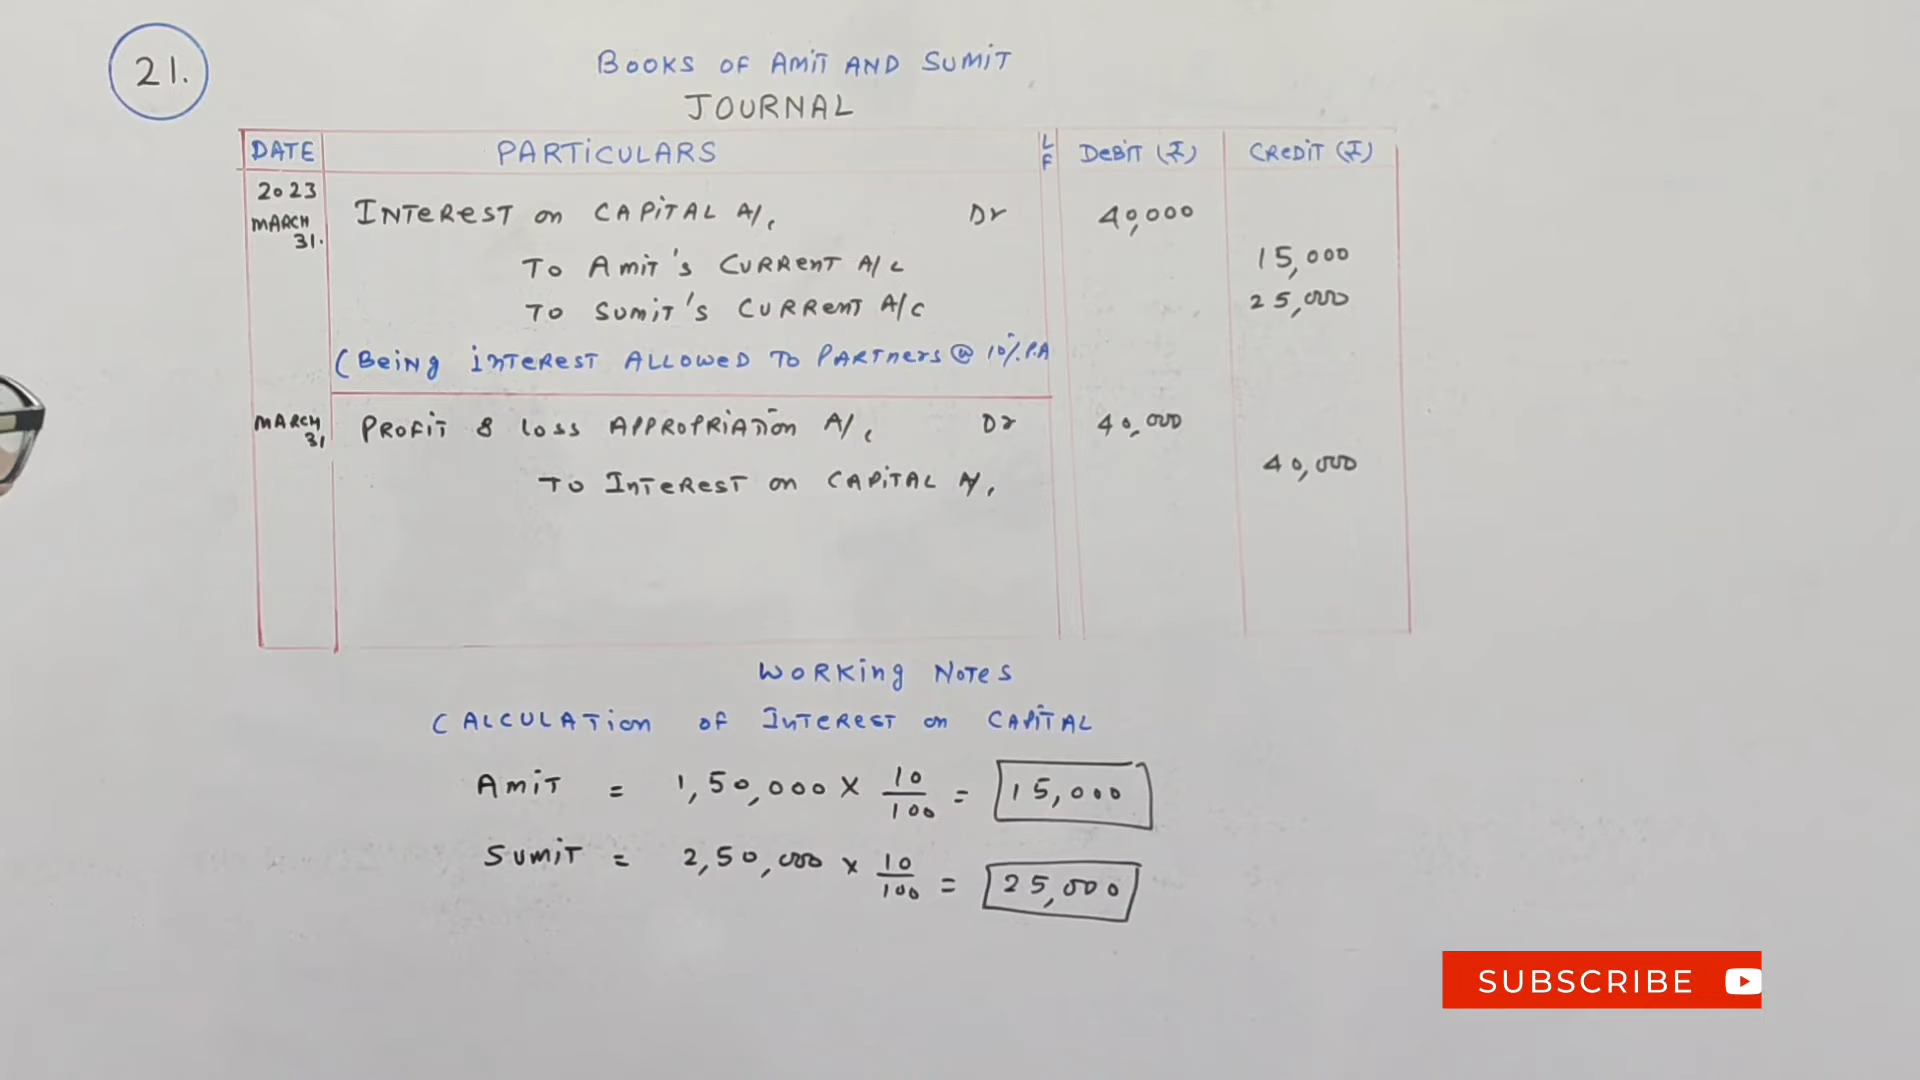 21.
BOOKS OF AMIT AND SUMIT
JOURNAL
DATE PARTICULARS LF DEBIT (₹) CREDIT (₹)
2023
MARCH 31. INTEREST on CAPITAL A/c Dr 40,000
To Amit's CURRENT A/c 15,000
To Sumit's CURRENT A/C 25,000
(Being interest ALLOWED To PARTNERS @ 10% P.A
MARCH 31 PROFIT & LOSS APPROPRIATION A/c Dr 40,000
To INTEREST on CAPITAL A/c 40,000
WORKING NOTES
CALCULATION OF INTEREST on CAPITAL
Amit = 1,50,000 × 10/100 = 15,000
Sumit = 2,50,000 × 10/100 = 25,000
SUBSCRIBE